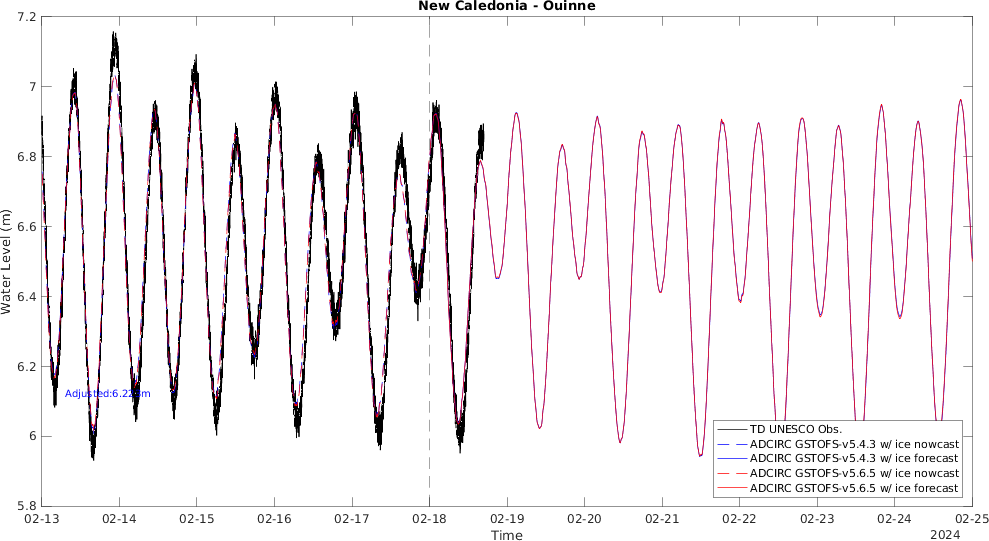 New Caledonia - Ouinne
7.2
7
6.8
6.6
6.4
6.2
6
5.8
Water Level (m)
TD UNESCO Obs.
ADCIRC GSTOFS-v5.4.3 w/ ice nowcast
ADCIRC GSTOFS-v5.4.3 w/ ice forecast
ADCIRC GSTOFS-v5.6.5 w/ ice nowcast
ADCIRC GSTOFS-v5.6.5 w/ ice forecast
02-13 02-14 02-15 02-16 02-17 02-18 02-19 02-20 02-21 02-22 02-23 02-24 02-25
Time
2024